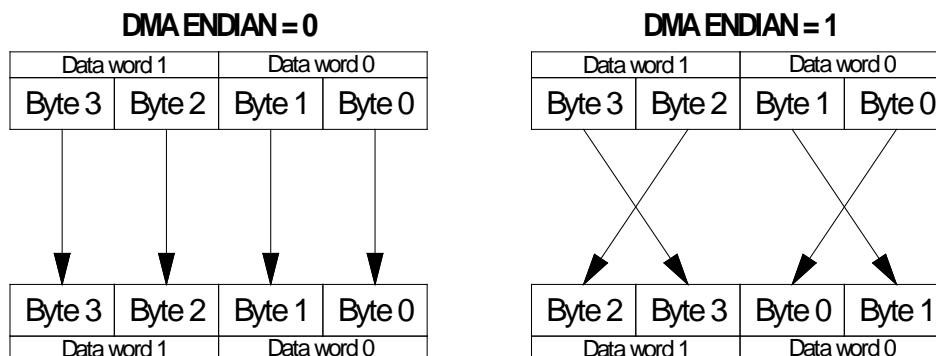 DMA ENDIAN = 0
Data word 1 Data word 0
Byte 3 Byte 2 Byte 1 Byte 0
Byte 3 Byte 2 Byte 1 Byte 0
Data word 1 Data word 0
DMA ENDIAN = 1
Data word 1 Data word 0
Byte 3 Byte 2 Byte 1 Byte 0
Byte 2 Byte 3 Byte 0 Byte 1
Data word 1 Data word 0